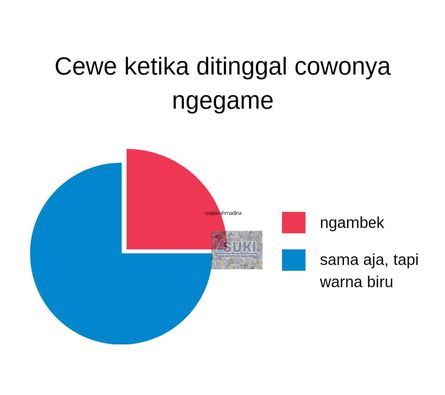 Cewe ketika ditinggal cowonya
ngegame
SUKI
ngambek
sama aja, tapi
warna biru